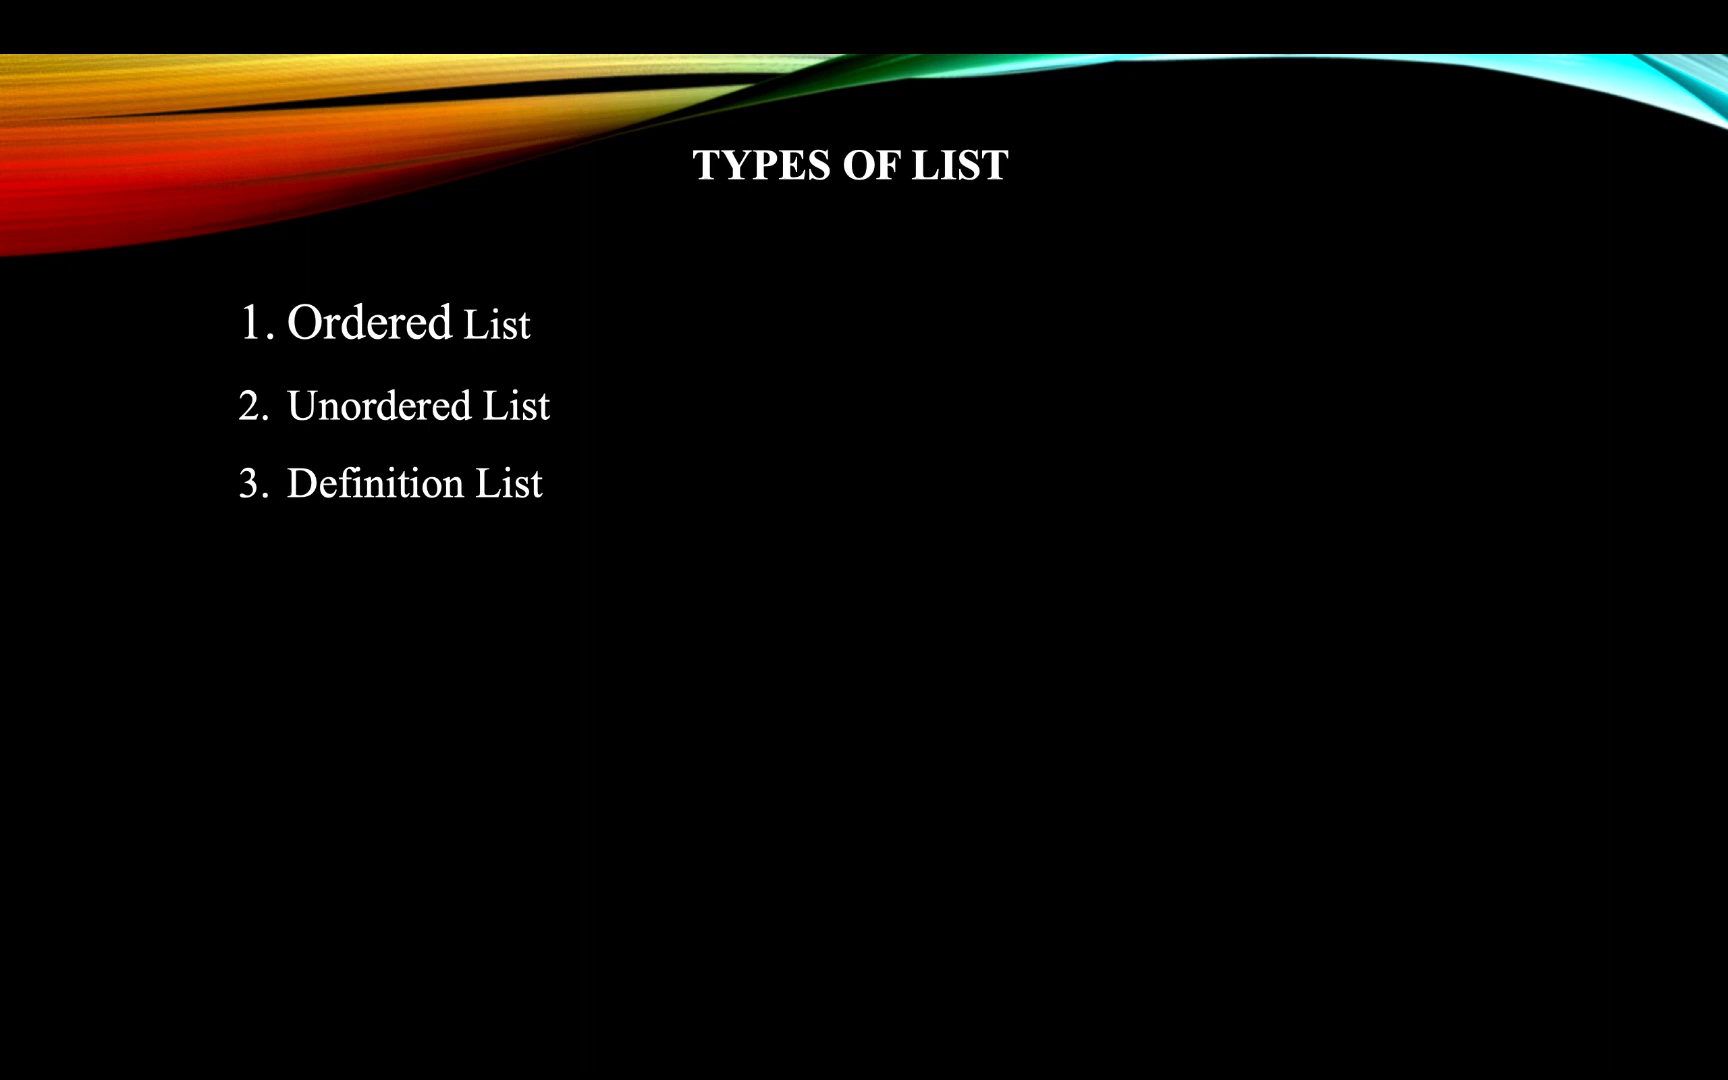 TYPES OF LIST
1. Ordered List
2. Unordered List
3. Definition List